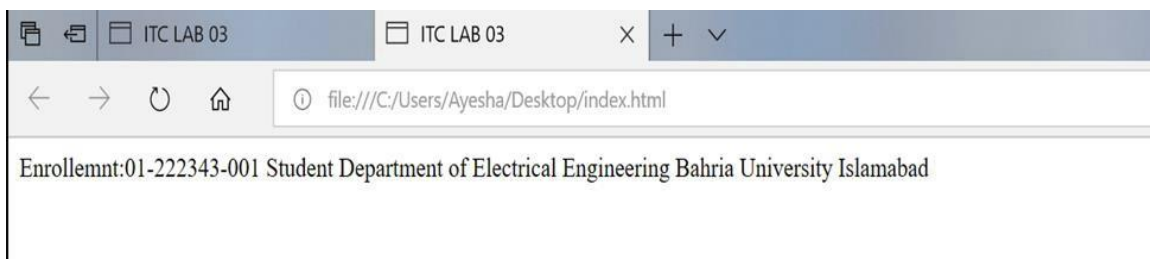 ITC LAB 03
ITC LAB 03
file:///C:/Users/Ayesha/Desktop/index.html
Enrollemnt:01-222343-001 Student Department of Electrical Engineering Bahria University Islamabad